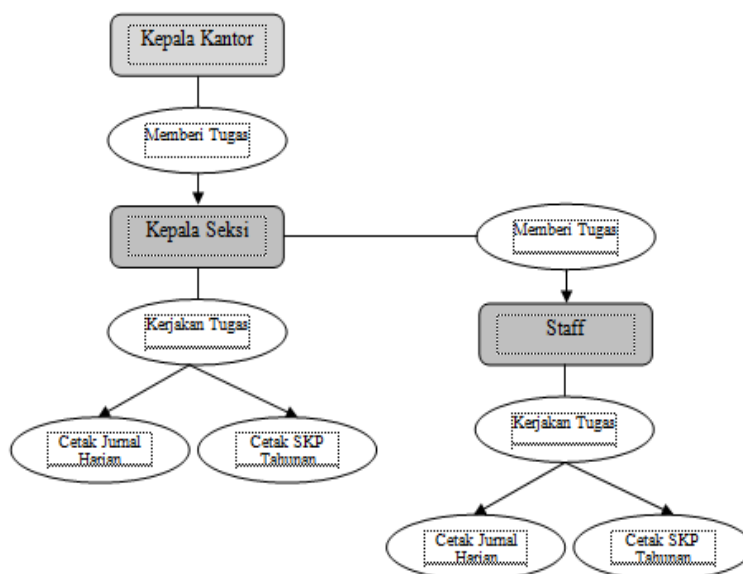 Kepala Kantor
Memberi Tugas
Kepala Seksi
Memberi Tugas
Kerjakan Tugas
Staff
Cetak Jurnal
Harian
Cetak SKP
Tahunan
Kerjakan Tugas
Cetak Jurnal
Harian
Cetak SKP
Tahunan